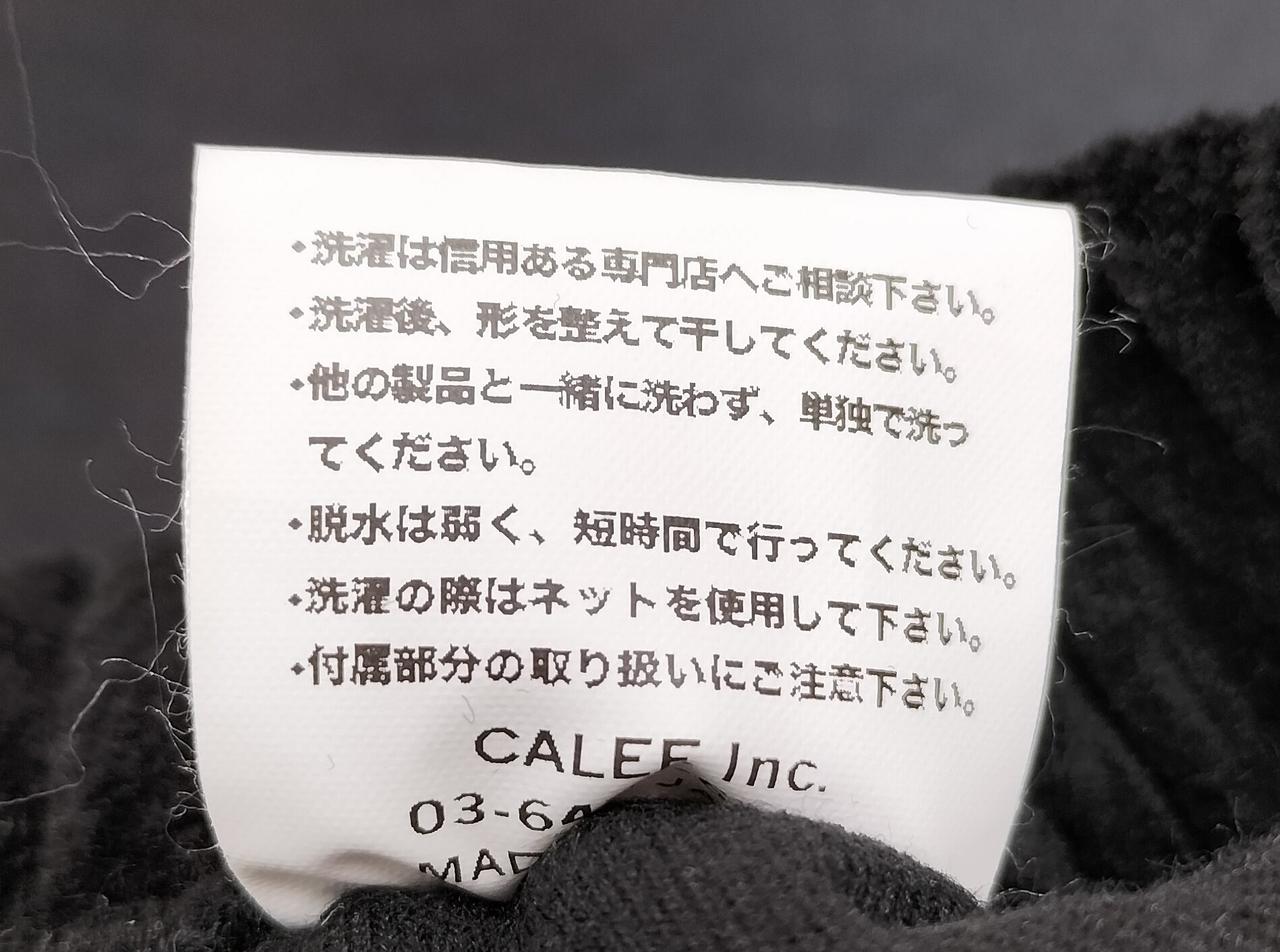 ・洗濯は信用ある専門店へご相談下さい。
・洗濯後、形を整えて干してください。
・他の製品と一緒に洗わず、単独で洗っ
てください。
・脱水は弱く、短時間で行ってください。
・洗濯の際はネットを使用して下さい。
・付属部分の取り扱いにご注意下さい。
CALEE Inc.
03-64